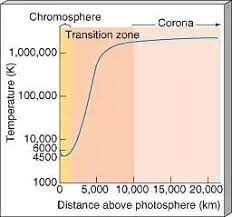 Chromosphere
Corona
Transition zone
Temperature (K)
1,000,000
100,000
10,000
6000
4500
1000
0 5,000 10,000 15,000 20,000
Distance above photosphere (km)